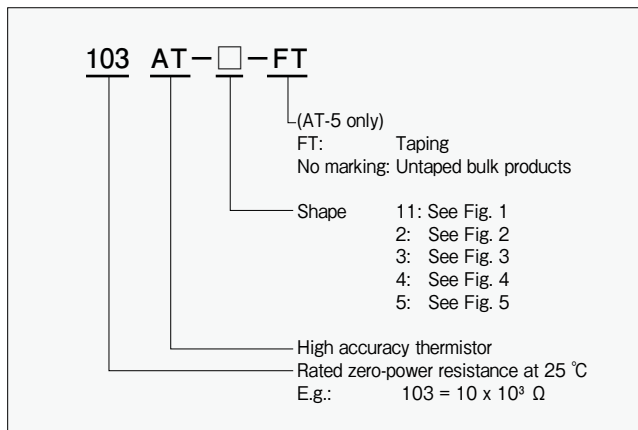 103 AT－□－FT
(AT-5 only)
FT: Taping
No marking: Untaped bulk products
Shape 11: See Fig. 1
2: See Fig. 2
3: See Fig. 3
4: See Fig. 4
5: See Fig. 5
High accuracy thermistor
Rated zero-power resistance at 25 ℃
E.g.: 103 = 10 x 10³ Ω